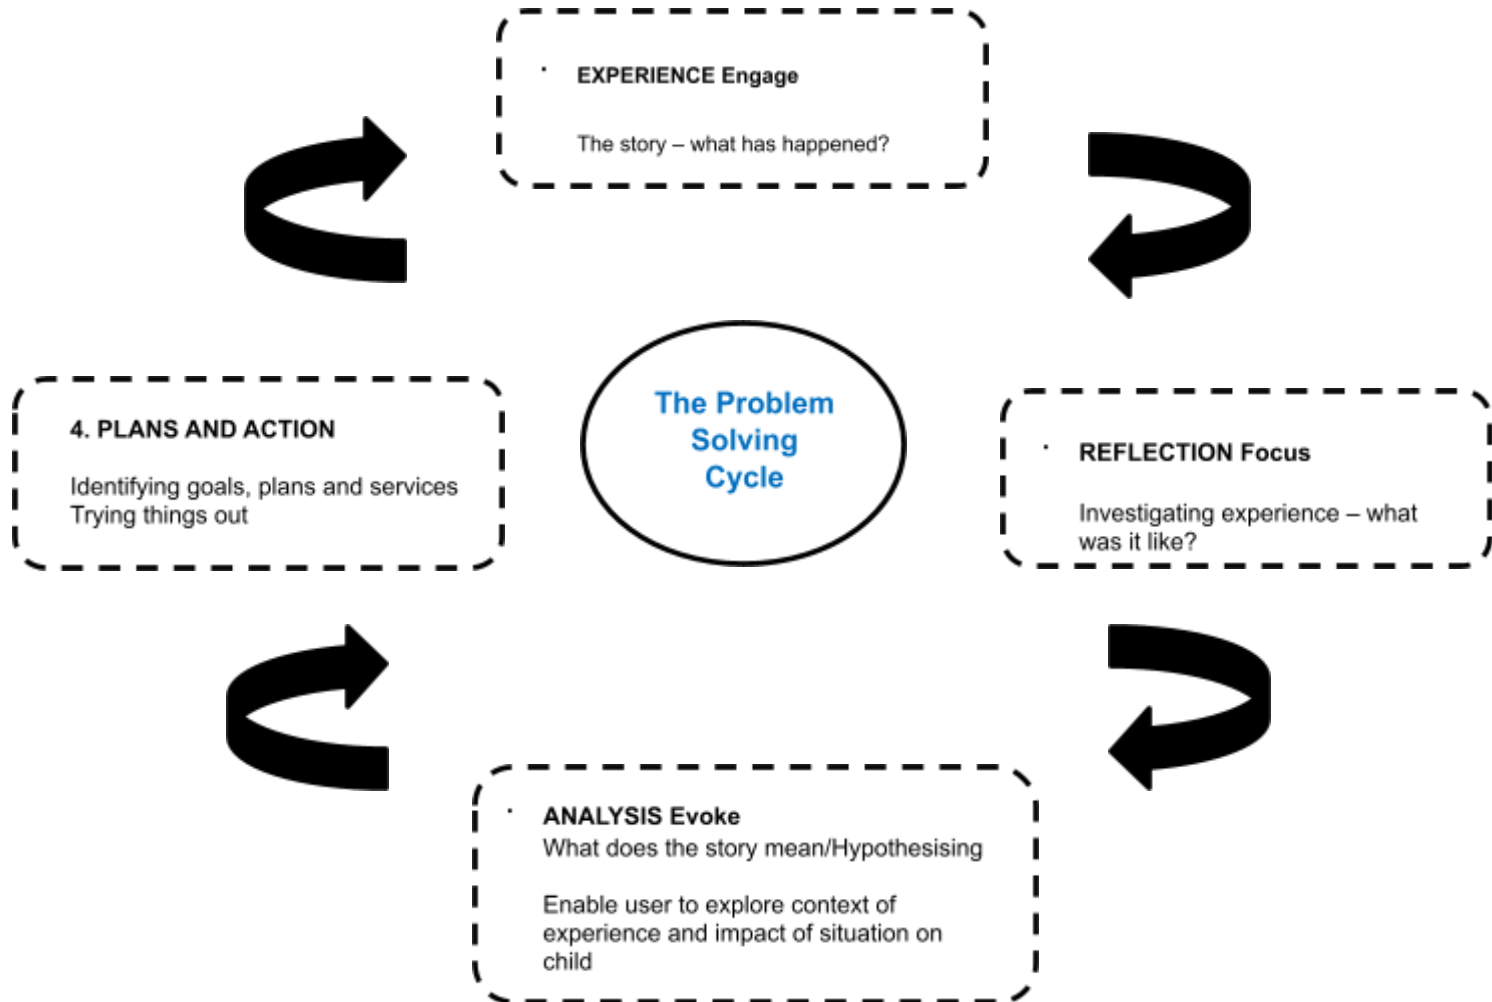 · EXPERIENCE Engage
The story – what has happened?
The Problem
Solving
Cycle
4. PLANS AND ACTION
Identifying goals, plans and services
Trying things out
· REFLECTION Focus
Investigating experience – what
was it like?
· ANALYSIS Evoke
What does the story mean/Hypothesising
Enable user to explore context of
experience and impact of situation on
child